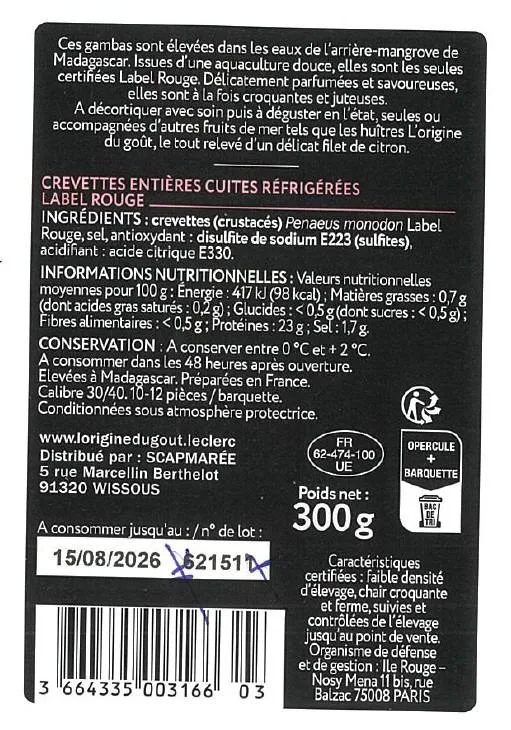 Ces gambas sont élevées dans les eaux de l'arrière-mangrove de
Madagascar. Issues d'une aquaculture douce, elles sont les seules
certifiées Label Rouge. Délicatement parfumées et savoureuses,
elles sont à la fois croquantes et juteuses.
A décortiquer avec soin puis à déguster en l'état, seules ou
accompagnées d'autres fruits de mer tels que les huîtres L'origine
du goût, le tout relevé d'un délicat filet de citron.
CREVETTES ENTIÈRES CUITES RÉFRIGÉRÉES
LABEL ROUGE
INGRÉDIENTS : crevettes (crustacés) Penaeus monodon Label
Rouge, sel, antioxydant : disulfite de sodium E223 (sulfites),
acidifiant : acide citrique E330.
INFORMATIONS NUTRITIONNELLES : Valeurs nutritionnelles
moyennes pour 100 g : Énergie : 417 kJ (98 kcal) ; Matières grasses : 0,7 g
(dont acides gras saturés : 0,2 g) ; Glucides : < 0,5 g (dont sucres : < 0,5 g) ;
Fibres alimentaires : < 0,5 g ; Protéines : 23 g ; Sel : 1,7 g.
CONSERVATION : A conserver entre 0 °C et + 2 °C.
A consommer dans les 48 heures après ouverture.
Elevées à Madagascar. Préparées en France.
Calibre 30/40. 10-12 pièces / barquette.
Conditionnées sous atmosphère protectrice.
www.loriginedugout.leclerc
Distribué par : SCAPMARÉE
5 rue Marcellin Berthelot
91320 WISSOUS
FR
62-474-100
UE
OPERCULE
+
BARQUETTE
BAC
DE
TRI
Poids net :
300 g
A consommer jusqu'au : / n° de lot :
15/08/2026 621511
Caractéristiques
certifiées : faible densité
d'élevage, chair croquante
et ferme, suivies et
contrôlées de l'élevage
jusqu'au point de vente.
Organisme de défense
et de gestion : Ile Rouge –
Nosy Mena 11 bis, rue
Balzac 75008 PARIS
3 664335 003166 03